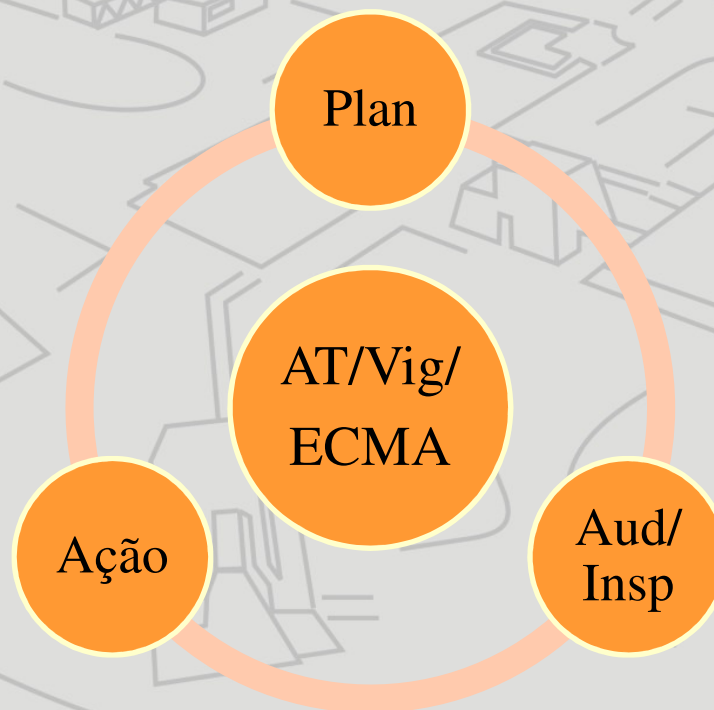 Plan
AT/Vig/
ECMA
Ação
Aud/
Insp